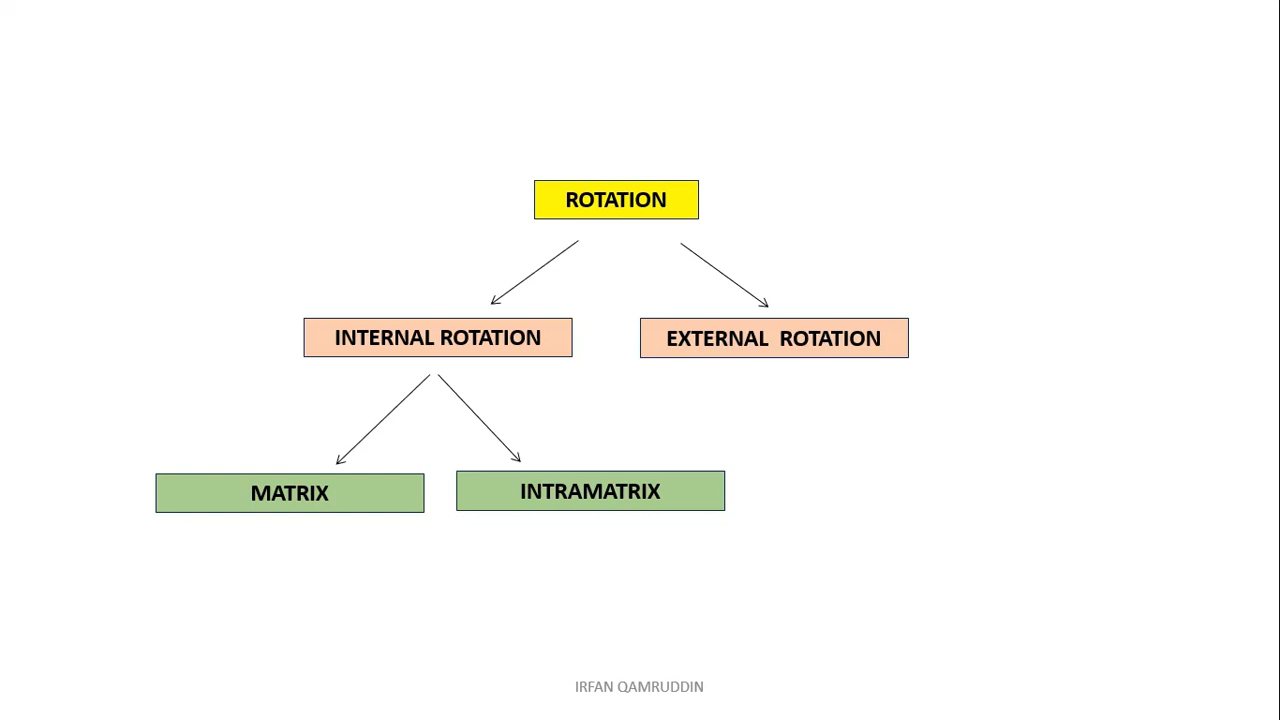 ROTATION
INTERNAL ROTATION
EXTERNAL  ROTATION
MATRIX
INTRAMATRIX
IRFAN QAMRUDDIN